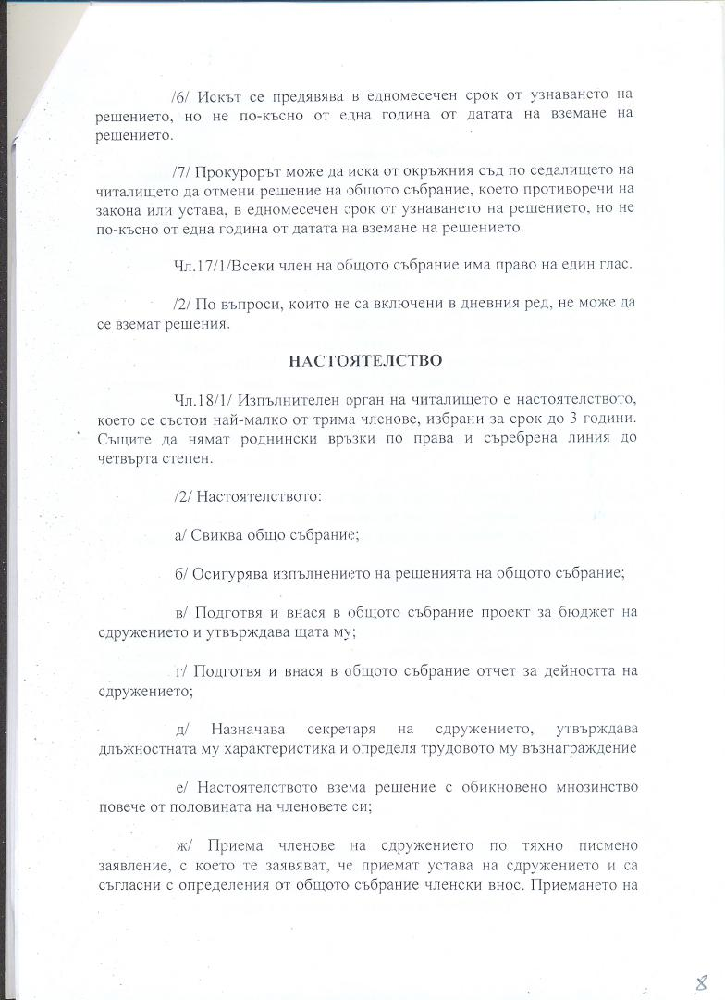 /6/ Искът се предявява в едномесечен срок от узнаването на
решението, но не по-късно от една година от датата на вземане на
решението.
/7/ Прокурорът може да иска от окръжния съд по седалището на
читалището да отмени решение на общото събрание, което противоречи на
закона или устава, в едномесечен срок от узнаването на решението, но не
по-късно от една година от датата на вземане на решението.
Чл.17/1/Всеки член на общото събрание има право на един глас.
/2/ По въпроси, които не са включени в дневния ред, не може да
се вземат решения.
НАСТОЯТЕЛСТВО
Чл.18/1/ Изпълнителен орган на читалището е настоятелството,
което се състои най-малко от трима членове, избрани за срок до 3 години.
Същите да нямат роднински връзки по права и съребрена линия до
четвърта степен.
/2/ Настоятелството:
а/ Свиква общо събрание;
б/ Осигурява изпълнението на решенията на общото събрание;
в/ Подготвя и внася в общото събрание проект за бюджет на
сдружението и утвърждава щата му;
г/ Подготвя и внася в общото събрание отчет за дейността на
сдружението;
д/ Назначава секретаря на сдружението, утвърждава
длъжностната му характеристика и определя трудовото му възнаграждение
е/ Настоятелството взема решение с обикновено мнозинство
повече от половината на членовете си;
ж/ Приема членове на сдружението по тяхно писмено
заявление, с което те заявяват, че приемат устава на сдружението и са
съгласни с определения от общото събрание членски внос. Приемането на
8